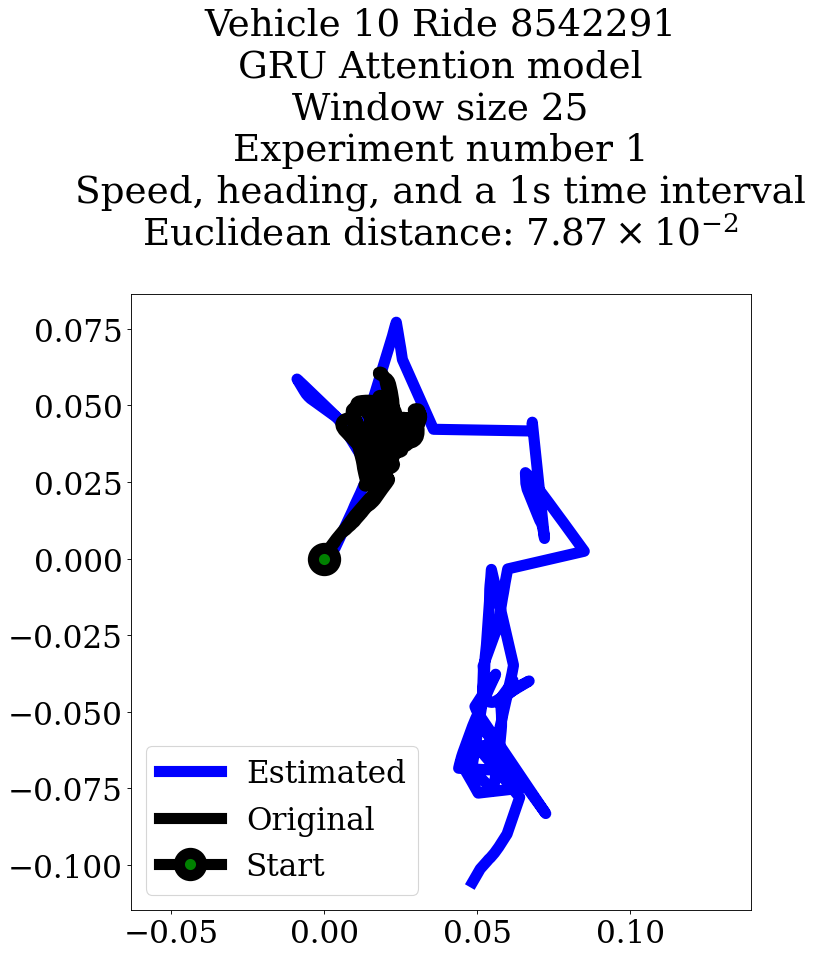 Vehicle 10 Ride 8542291
GRU Attention model
Window size 25
Experiment number 1
Speed, heading, and a 1s time interval
Euclidean distance: 7.87 × 10⁻²
0.075
0.050
0.025
0.000
−0.025
−0.050
−0.075
−0.100
Estimated
Original
Start
−0.05
0.00
0.05
0.10